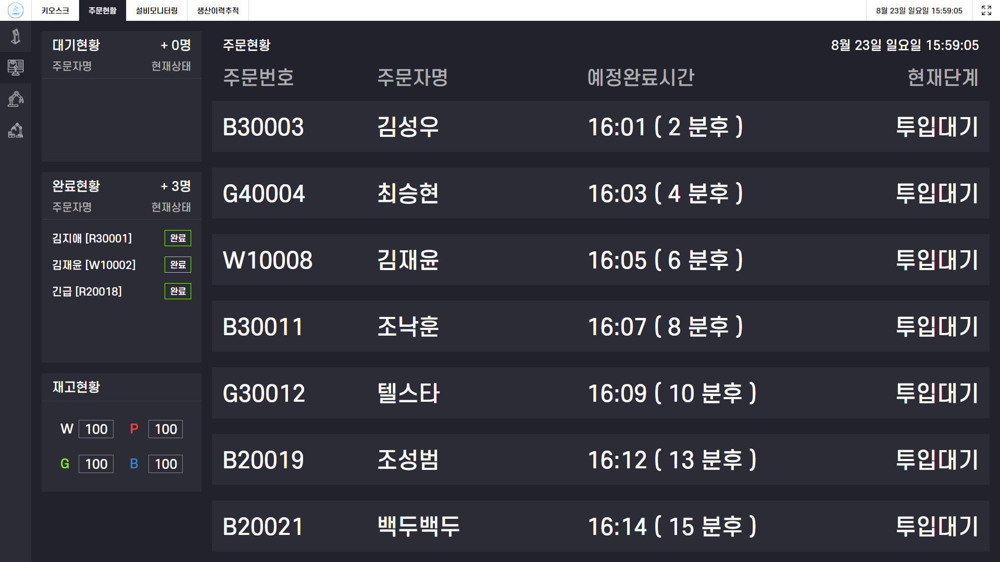 키오스크 주문현황 설비모니터링 생산이력추적 8월 23일 일요일 15:59:05
대기현황 + 0명
주문자명 현재상태
완료현황 + 3명
주문자명 현재상태
김지애 [R30001] 완료
김재윤 [W10002] 완료
긴급 [R20018] 완료
재고현황
W 100 P 100
G 100 B 100
주문현황 8월 23일 일요일 15:59:05
주문번호 주문자명 예정완료시간 현재단계
B30003 김성우 16:01 ( 2 분후 ) 투입대기
G40004 최승현 16:03 ( 4 분후 ) 투입대기
W10008 김재윤 16:05 ( 6 분후 ) 투입대기
B30011 조낙훈 16:07 ( 8 분후 ) 투입대기
G30012 텔스타 16:09 ( 10 분후 ) 투입대기
B20019 조성범 16:12 ( 13 분후 ) 투입대기
B20021 백두백두 16:14 ( 15 분후 ) 투입대기